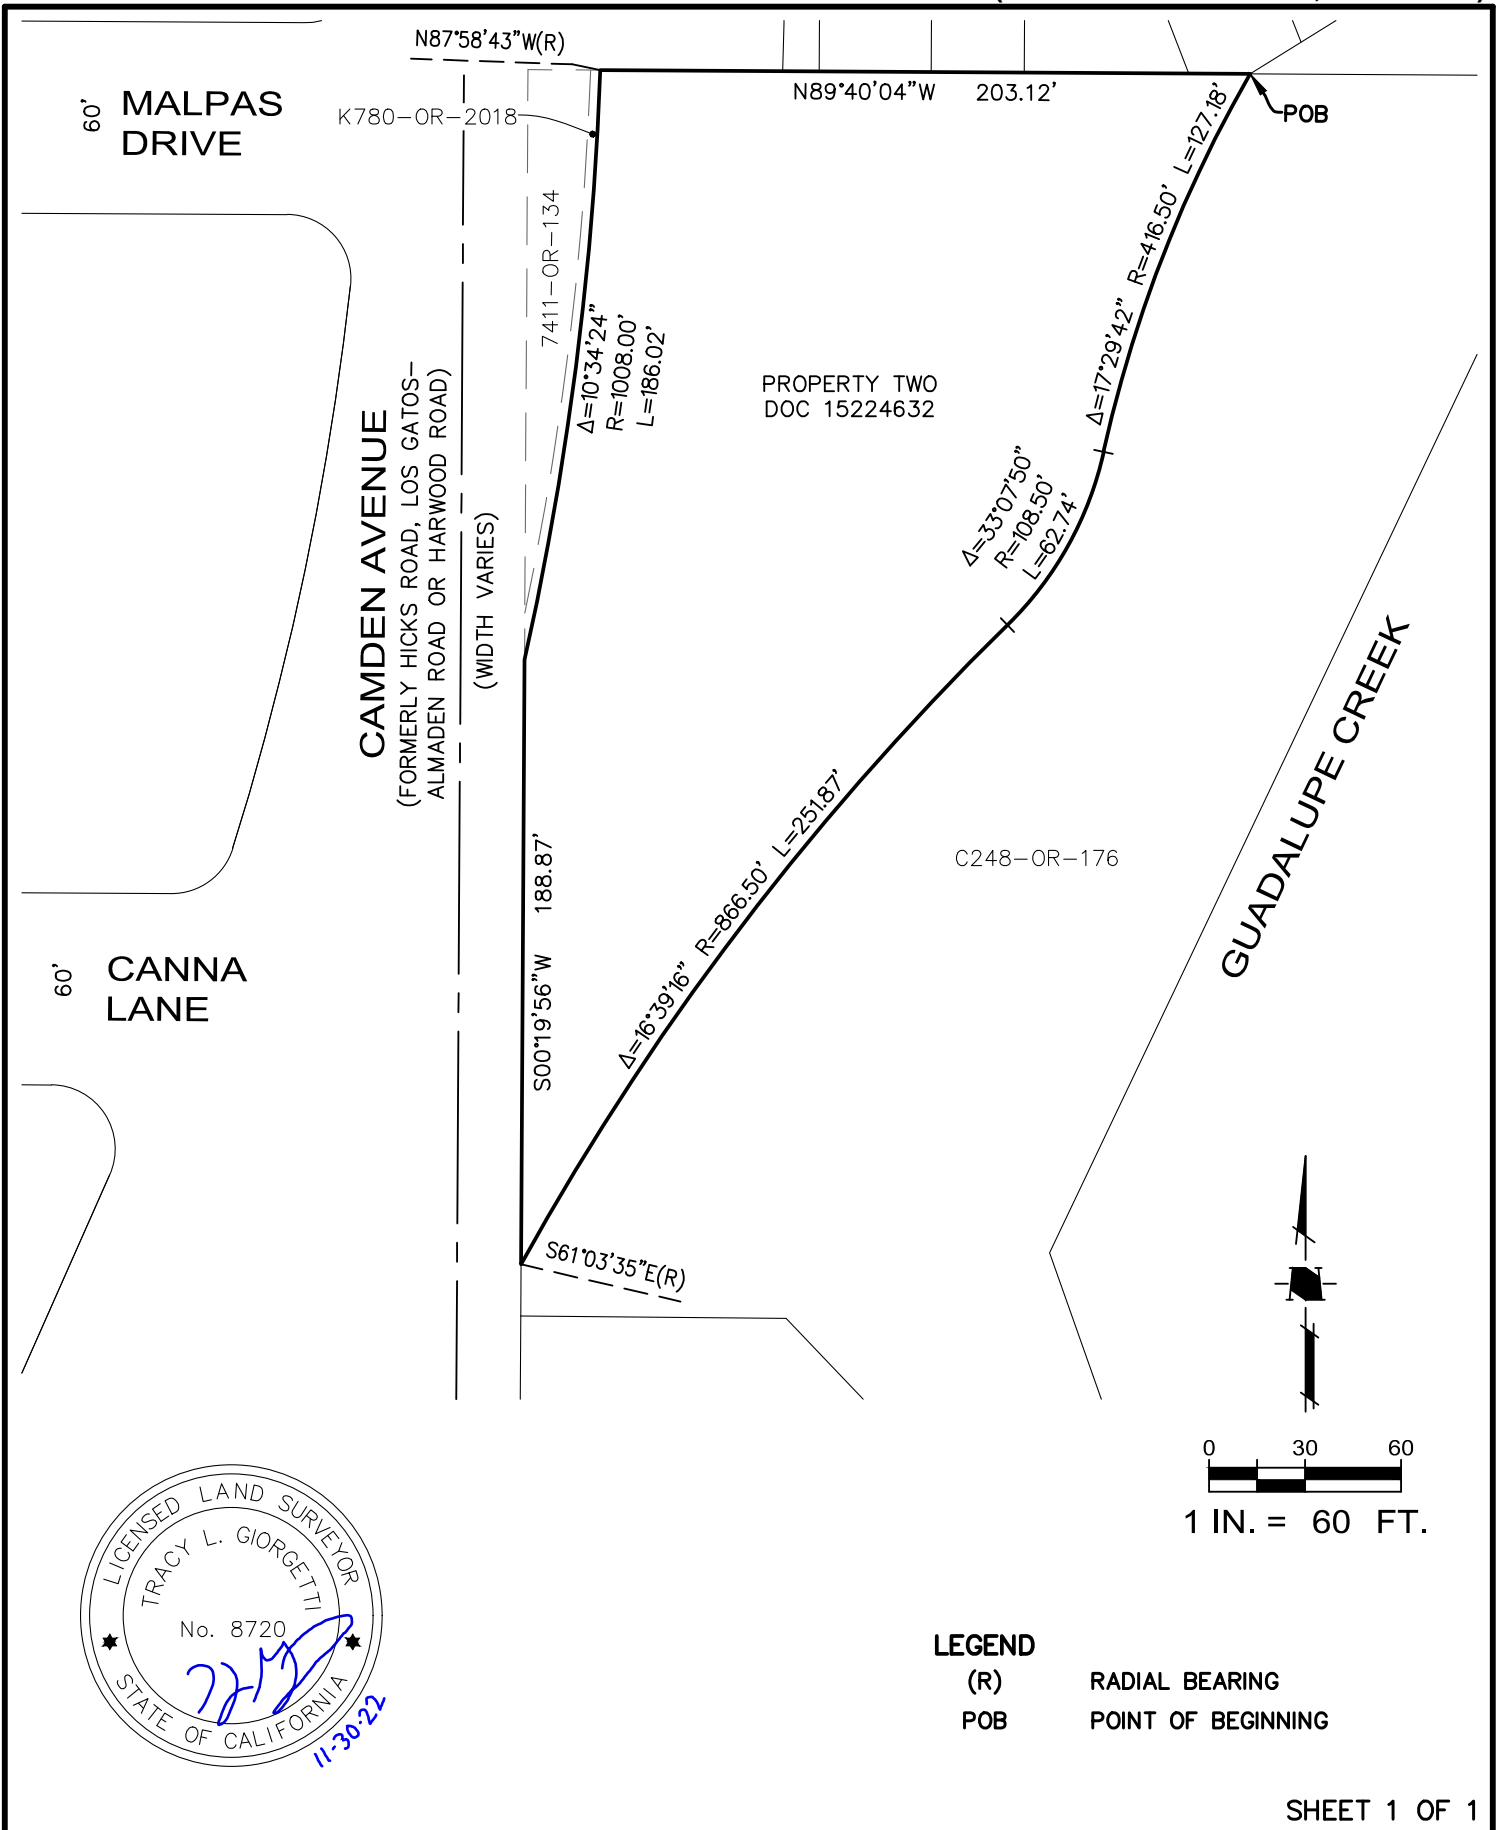 N87°58'43"W(R)
60'
MALPAS
DRIVE
K780-OR-2018
N89°40'04"W 203.12'
POB
7411-OR-134
Δ=10°34'24"
R=1008.00'
L=186.02'
Δ=17°29'42" R=416.50' L=127.18'
PROPERTY TWO
DOC 15224632
CAMDEN AVENUE
(FORMERLY HICKS ROAD, LOS GATOS-
ALMADEN ROAD OR HARWOOD ROAD)
(WIDTH VARIES)
Δ=33°07'50"
R=108.50'
L=62.74'
GUADALUPE CREEK
C248-OR-176
Δ=16°39'16" R=866.50' L=251.87'
S00°19'56"W 188.87'
60'
CANNA
LANE
S61°03'35"E(R)
0 30 60
1 IN. = 60 FT.
LICENSED LAND SURVEYOR
TRACY L. GIORGETTI
No. 8720
STATE OF CALIFORNIA
11-30-22
LEGEND
(R) RADIAL BEARING
POB POINT OF BEGINNING
SHEET 1 OF 1